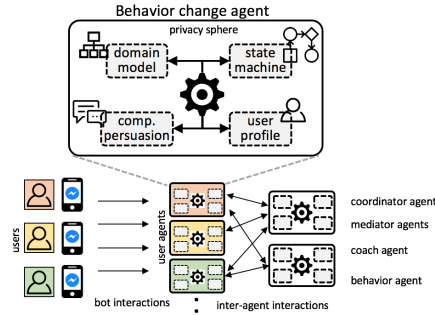 Behavior change agent
privacy sphere
domain
model
state
machine
comp.
persuasion
user
profile
users
user agents
coordinator agent
mediator agents
coach agent
behavior agent
bot interactions
inter-agent interactions